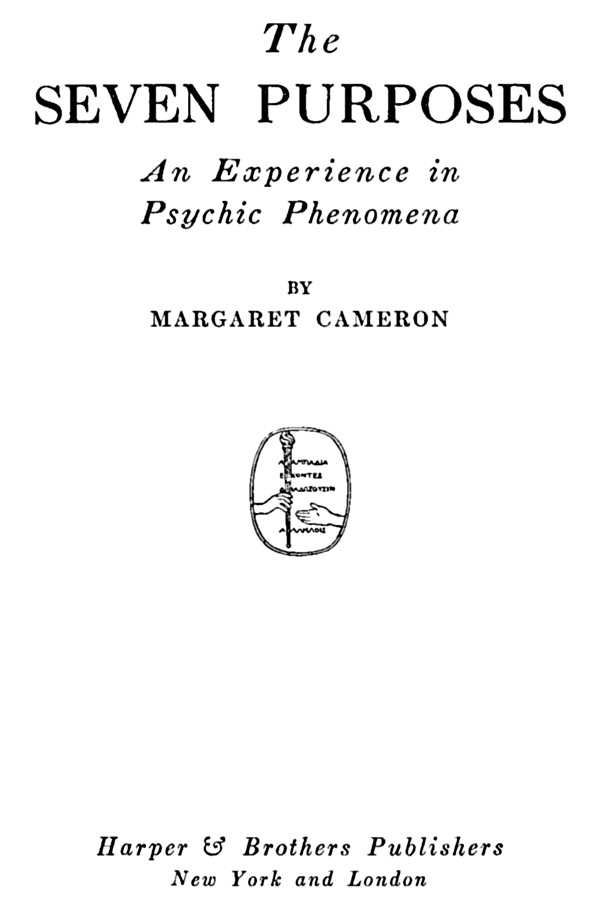 The
SEVEN PURPOSES
An Experience in
Psychic Phenomena
BY
MARGARET CAMERON
Harper & Brothers Publishers
New York and London